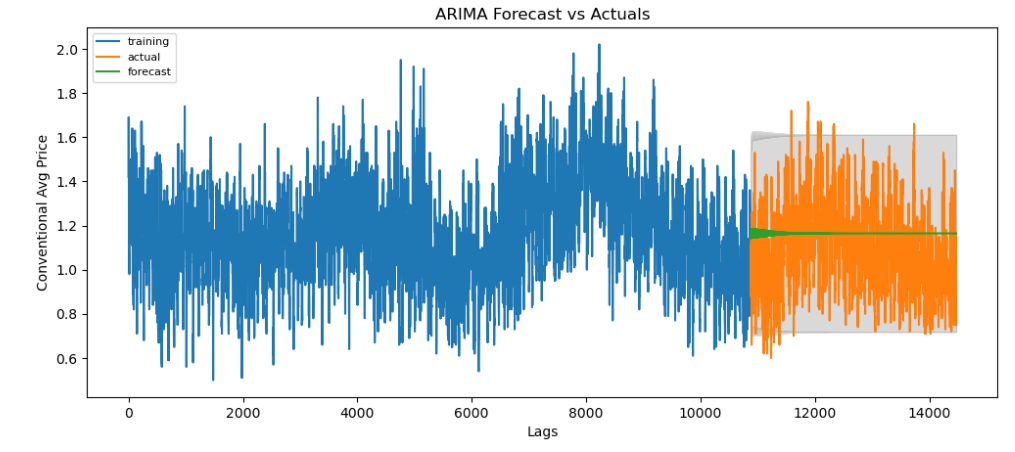 ARIMA Forecast vs Actuals
training
actual
forecast
2.0
1.8
1.6
1.4
1.2
1.0
0.8
0.6
Conventional Avg Price
0 2000 4000 6000 8000 10000 12000 14000
Lags